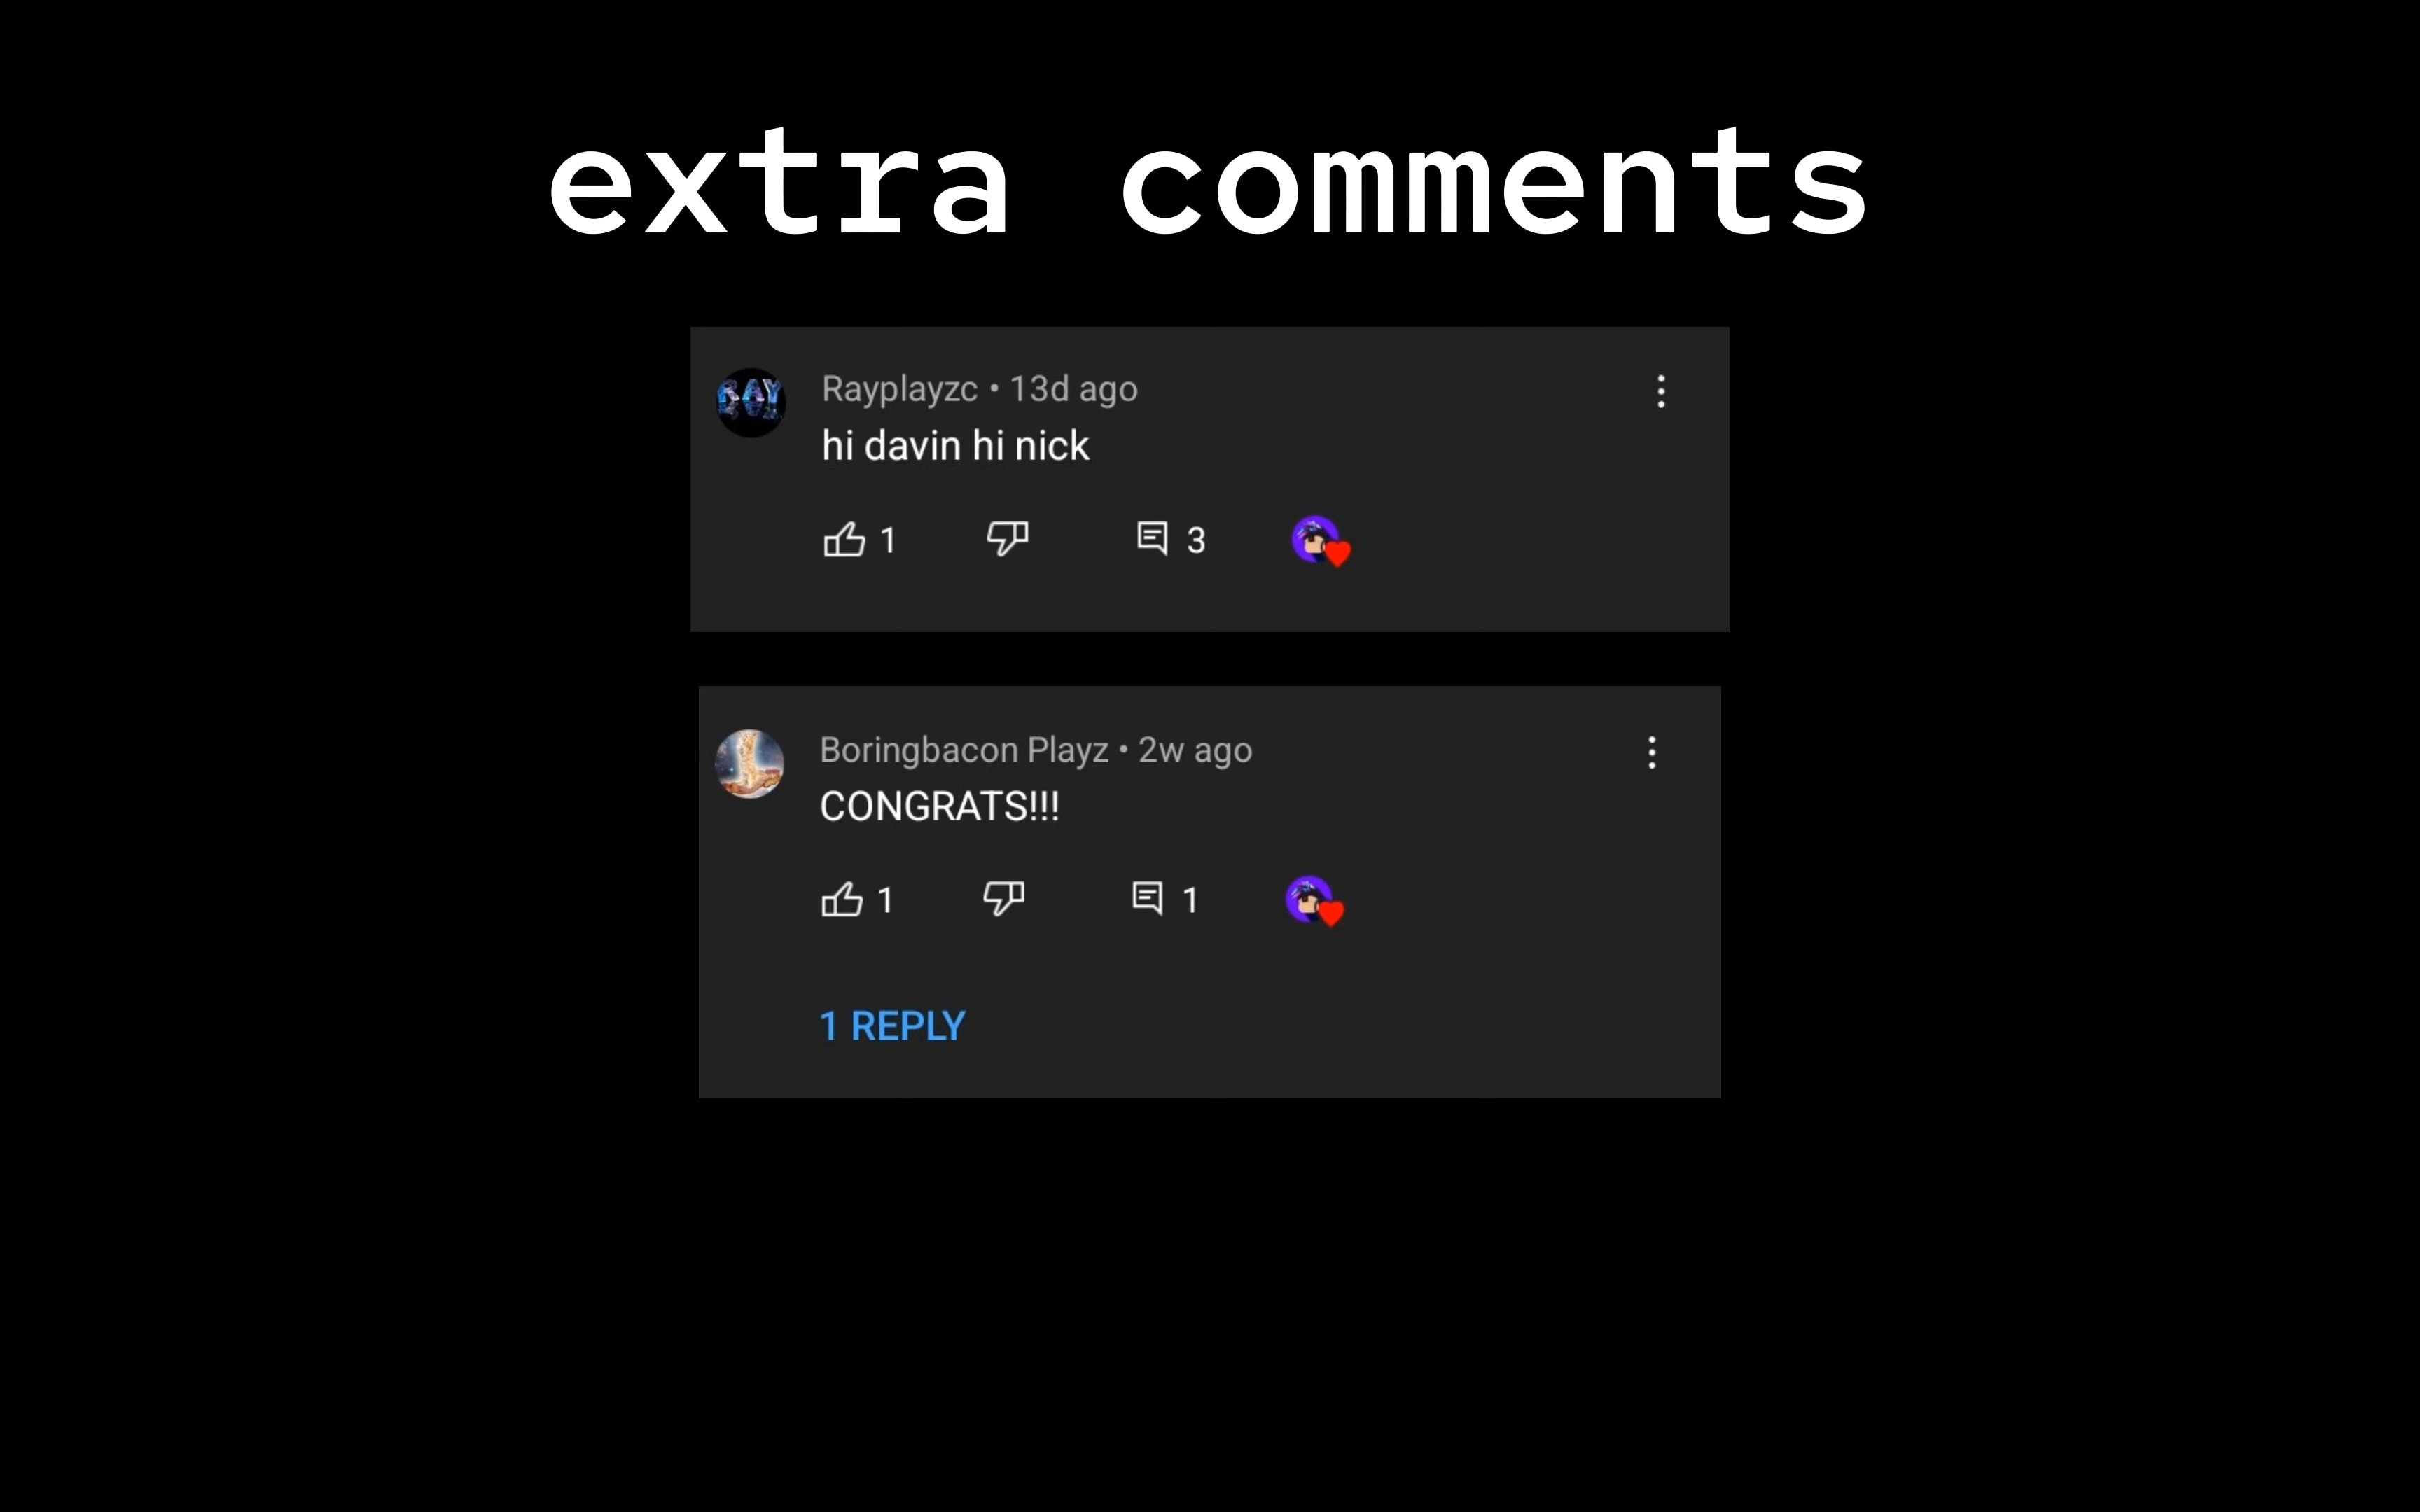 extra comments
RAY
Rayplayzc • 13d ago
hi davin hi nick
1 3
Boringbacon Playz • 2w ago
CONGRATS!!!
1 1
1 REPLY